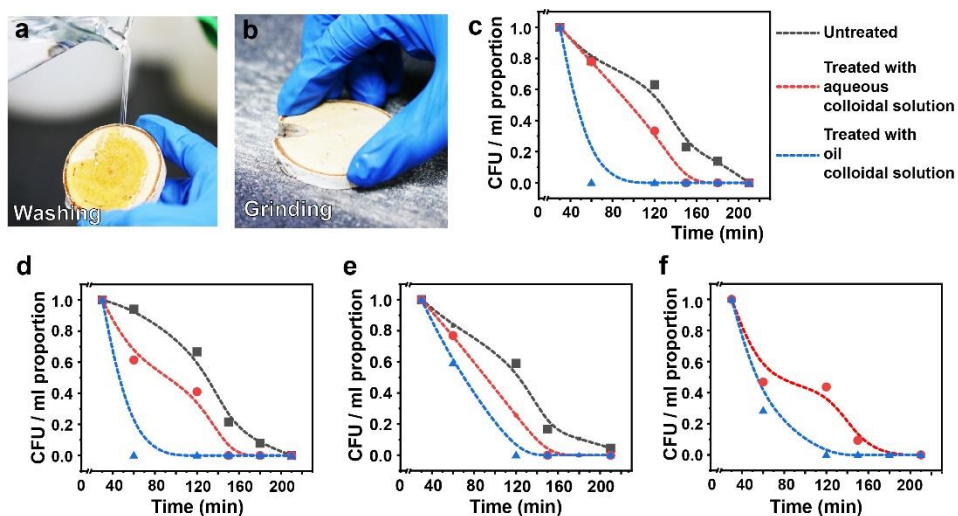 a
Washing
b
Grinding
c
CFU / ml proportion
1.0
0.8
0.6
0.4
0.2
0.0
0 40 80 120 160 200
Time (min)
Untreated
Treated with
aqueous
colloidal solution
Treated with
oil
colloidal solution
d
CFU / ml proportion
1.0
0.8
0.6
0.4
0.2
0.0
0 40 80 120 160 200
Time (min)
e
CFU / ml proportion
1.0
0.8
0.6
0.4
0.2
0.0
0 40 80 120 160 200
Time (min)
f
CFU / ml proportion
1.0
0.8
0.6
0.4
0.2
0.0
0 40 80 120 160 200
Time (min)